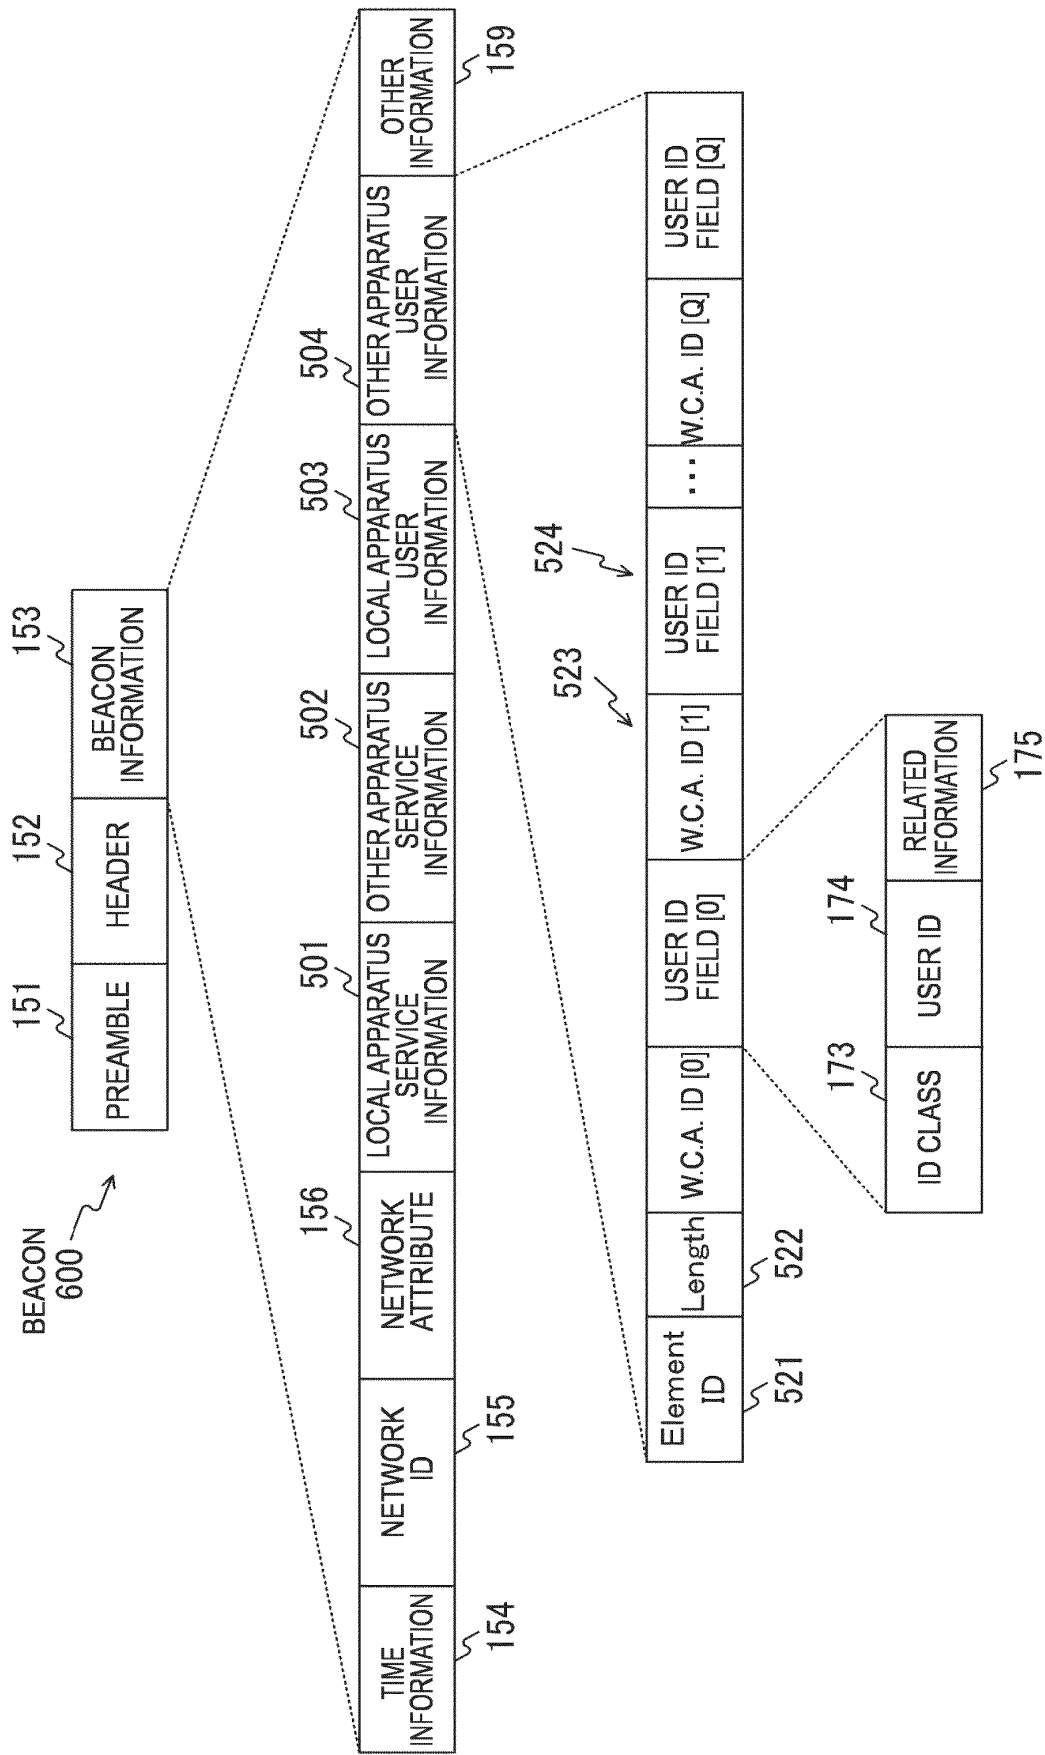 BEACON
600
151
152
153
PREAMBLE
HEADER
BEACON
INFORMATION
156
501
502
503
504
TIME
INFORMATION
NETWORK
ID
NETWORK
ATTRIBUTE
LOCAL APPARATUS
SERVICE
INFORMATION
OTHER APPARATUS
SERVICE
INFORMATION
LOCAL APPARATUS
USER
INFORMATION
OTHER APPARATUS
USER
INFORMATION
OTHER
INFORMATION
154
155
159
523
524
Element
ID
Length
W.C.A. ID [0]
USER ID
FIELD [0]
W.C.A. ID [1]
USER ID
FIELD [1]
...
W.C.A. ID [Q]
USER ID
FIELD [Q]
521
522
173
174
ID CLASS
USER ID
RELATED
INFORMATION
175